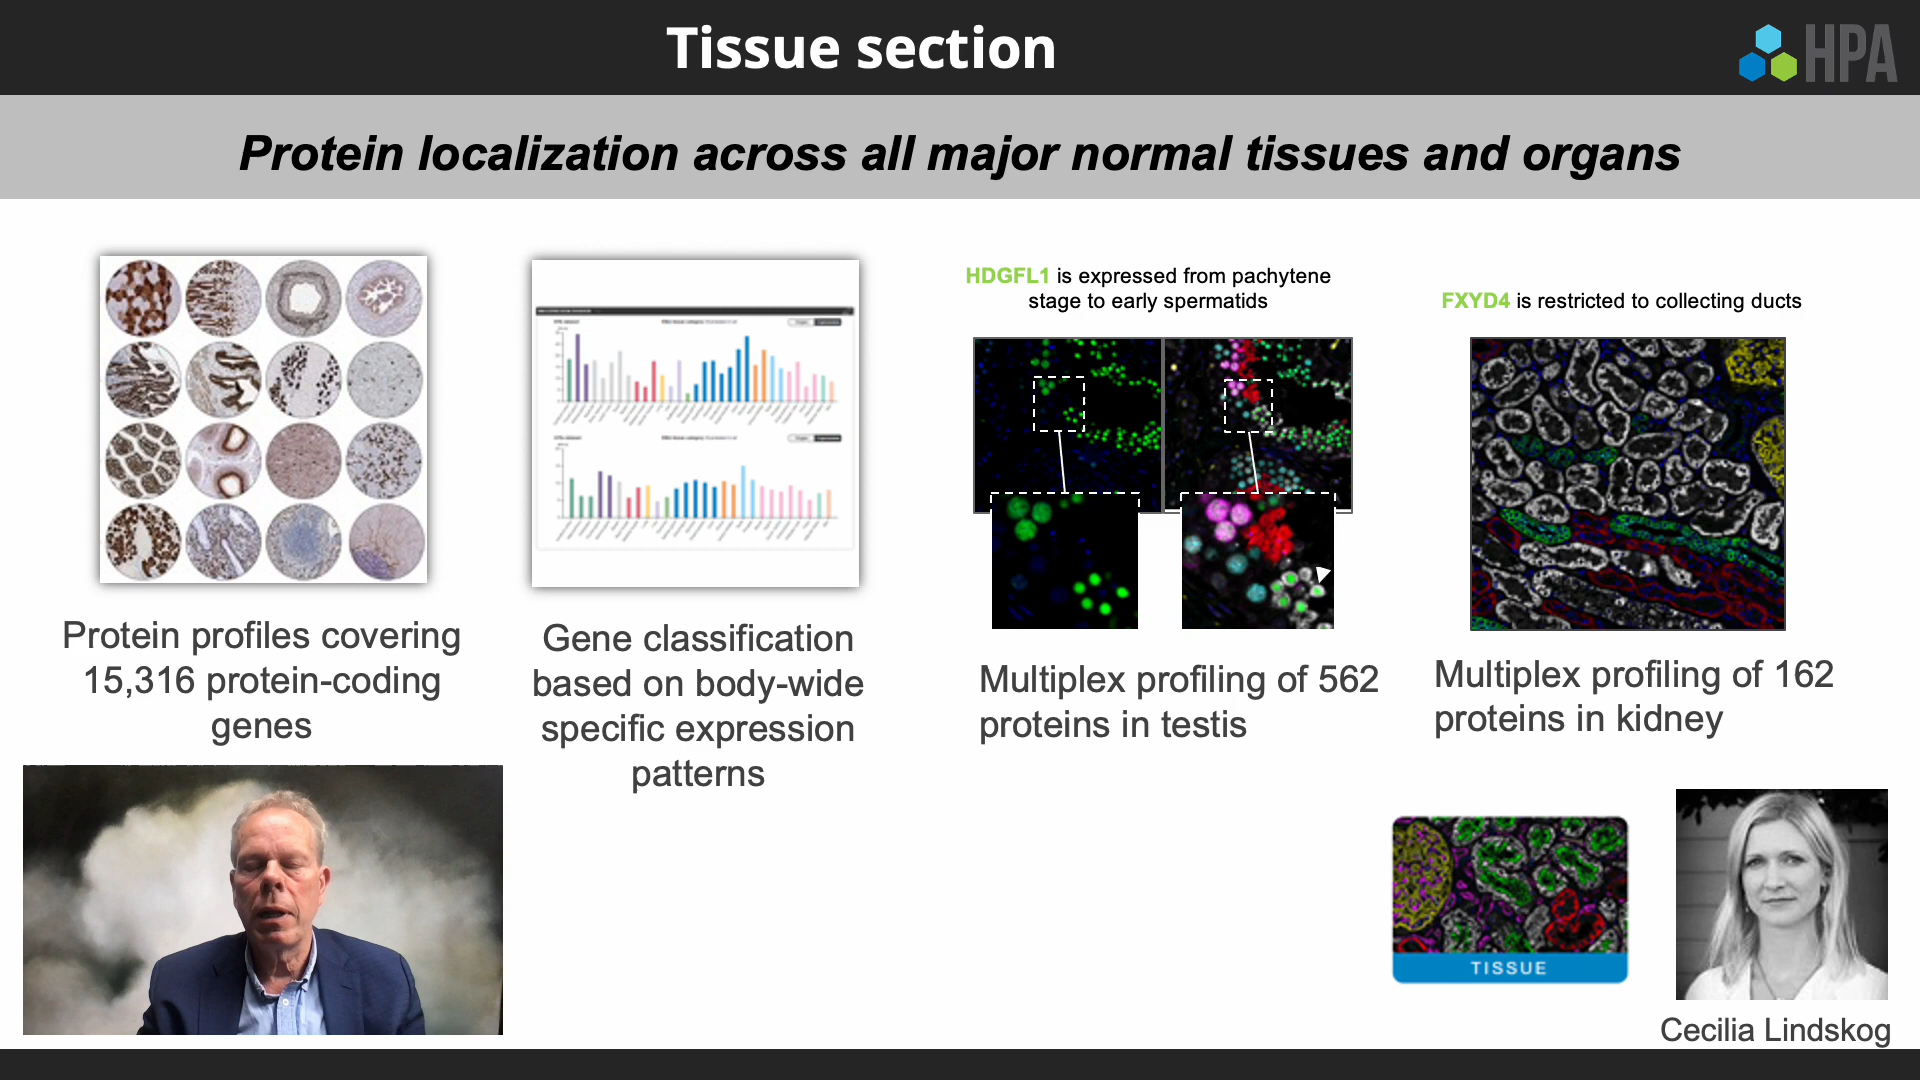 Tissue section
HPA
Protein localization across all major normal tissues and organs
HDGFL1 is expressed from pachytene
stage to early spermatids
FXYD4 is restricted to collecting ducts
Protein profiles covering
15,316 protein-coding
genes
Gene classification
based on body-wide
specific expression
patterns
Multiplex profiling of 562
proteins in testis
Multiplex profiling of 162
proteins in kidney
TISSUE
Cecilia Lindskog